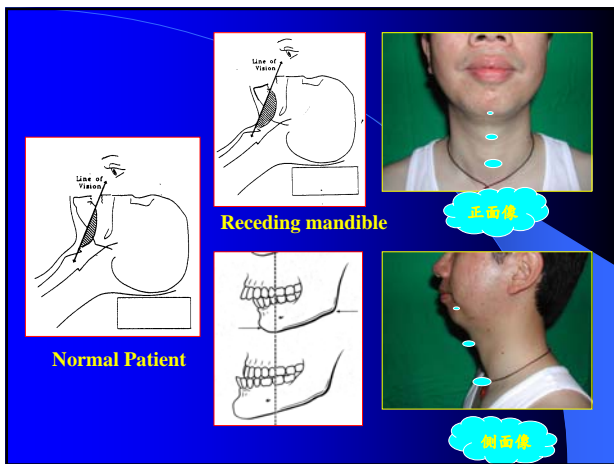 Line of
Vision
Receding mandible
正面像
Line of
Vision
Normal Patient
侧面像